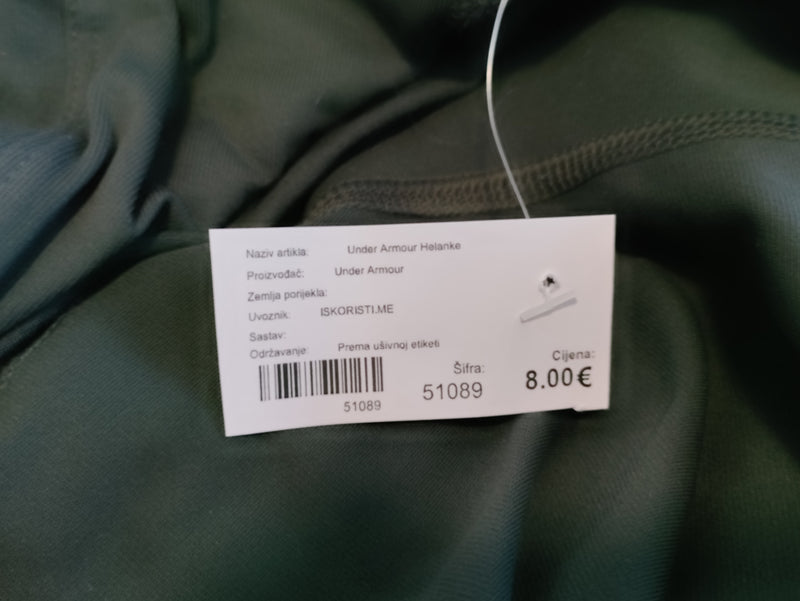 Naziv artikla: Under Armour Helanke
Proizvođač: Under Armour
Zemlja porijekla:
Uvoznik: ISKORISTI.ME
Sastav:
Održavanje: Prema ušivnoj etiketi
51089
Šifra:
51089
Cijena:
8.00€